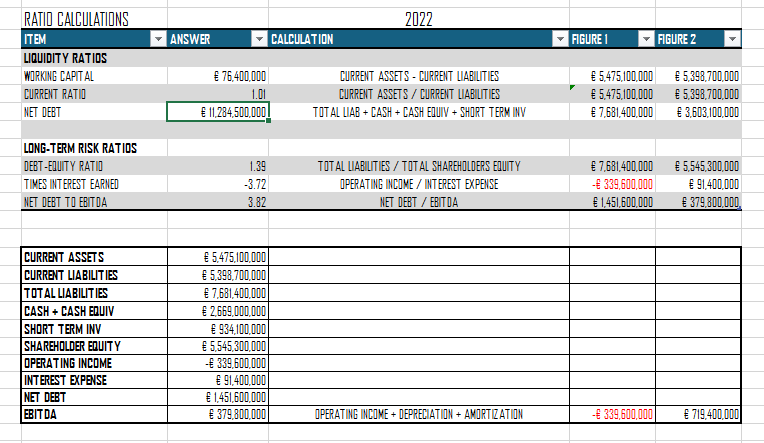 RATIO CALCULATIONS 2022
ITEM ANSWER CALCULATION FIGURE 1 FIGURE 2
LIQUIDITY RATIOS
WORKING CAPITAL € 76,400,000 CURRENT ASSETS - CURRENT LIABILITIES € 5,475,100,000 € 5,398,700,000
CURRENT RATIO 1.01 CURRENT ASSETS / CURRENT LIABILITIES € 5,475,100,000 € 5,398,700,000
NET DEBT € 11,284,500,000 TOTAL LIAB + CASH + CASH EQUIV + SHORT TERM INV € 7,681,400,000 € 3,603,100,000
LONG-TERM RISK RATIOS
DEBT-EQUITY RATIO 1.39 TOTAL LIABILITIES / TOTAL SHAREHOLDERS EQUITY € 7,681,400,000 € 5,545,300,000
TIMES INTEREST EARNED -3.72 OPERATING INCOME / INTEREST EXPENSE -€ 339,600,000 € 91,400,000
NET DEBT TO EBITDA 3.82 NET DEBT / EBITDA € 1,451,600,000 € 379,800,000
CURRENT ASSETS € 5,475,100,000
CURRENT LIABILITIES € 5,398,700,000
TOTAL LIABILITIES € 7,681,400,000
CASH + CASH EQUIV € 2,669,000,000
SHORT TERM INV € 934,100,000
SHAREHOLDER EQUITY € 5,545,300,000
OPERATING INCOME -€ 339,600,000
INTEREST EXPENSE € 91,400,000
NET DEBT € 1,451,600,000
EBITDA € 379,800,000 OPERATING INCOME + DEPRECIATION + AMORTIZATION -€ 339,600,000 € 719,400,000